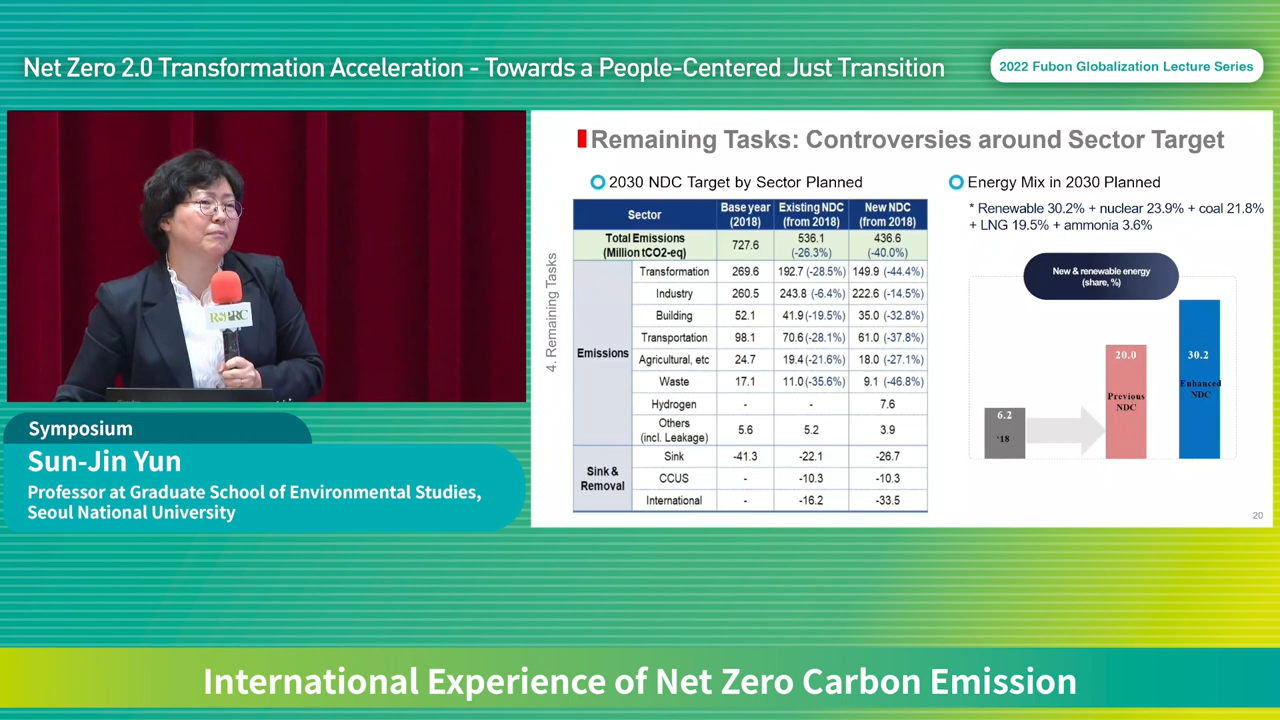 Net Zero 2.0 Transformation Acceleration - Towards a People-Centered Just Transition
2022 Fubon Globalization Lecture Series
Remaining Tasks: Controversies around Sector Target
4. Remaining Tasks
2030 NDC Target by Sector Planned
Sector Base year (2018) Existing NDC (from 2018) New NDC (from 2018)
Total Emissions (Million tCO2-eq) 727.6 536.1 (-26.3%) 436.6 (-40.0%)
Emissions
Transformation 269.6 192.7 (-28.5%) 149.9 (-44.4%)
Industry 260.5 243.8 (-6.4%) 222.6 (-14.5%)
Building 52.1 41.9 (-19.5%) 35.0 (-32.8%)
Transportation 98.1 70.6 (-28.1%) 61.0 (-37.8%)
Agricultural, etc 24.7 19.4 (-21.6%) 18.0 (-27.1%)
Waste 17.1 11.0 (-35.6%) 9.1 (-46.8%)
Hydrogen - - 7.6
Others (incl. Leakage) 5.6 5.2 3.9
Sink & Removal
Sink -41.3 -22.1 -26.7
CCUS - -10.3 -10.3
International - -16.2 -33.5
Energy Mix in 2030 Planned
* Renewable 30.2% + nuclear 23.9% + coal 21.8%
+ LNG 19.5% + ammonia 3.6%
New & renewable energy
(share, %)
6.2
'18
20.0
Previous
NDC
30.2
Enhanced
NDC
20
RSPRC
Symposium
Sun-Jin Yun
Professor at Graduate School of Environmental Studies,
Seoul National University
International Experience of Net Zero Carbon Emission